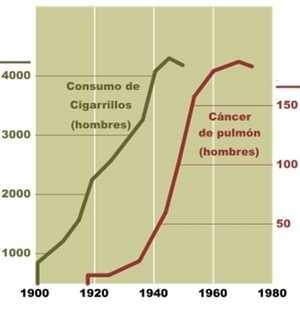 4000
3000
2000
1000
Consumo de
Cigarrillos
(hombres)
Cáncer
de pulmón
(hombres)
150
100
50
1900 1920 1940 1960 1980